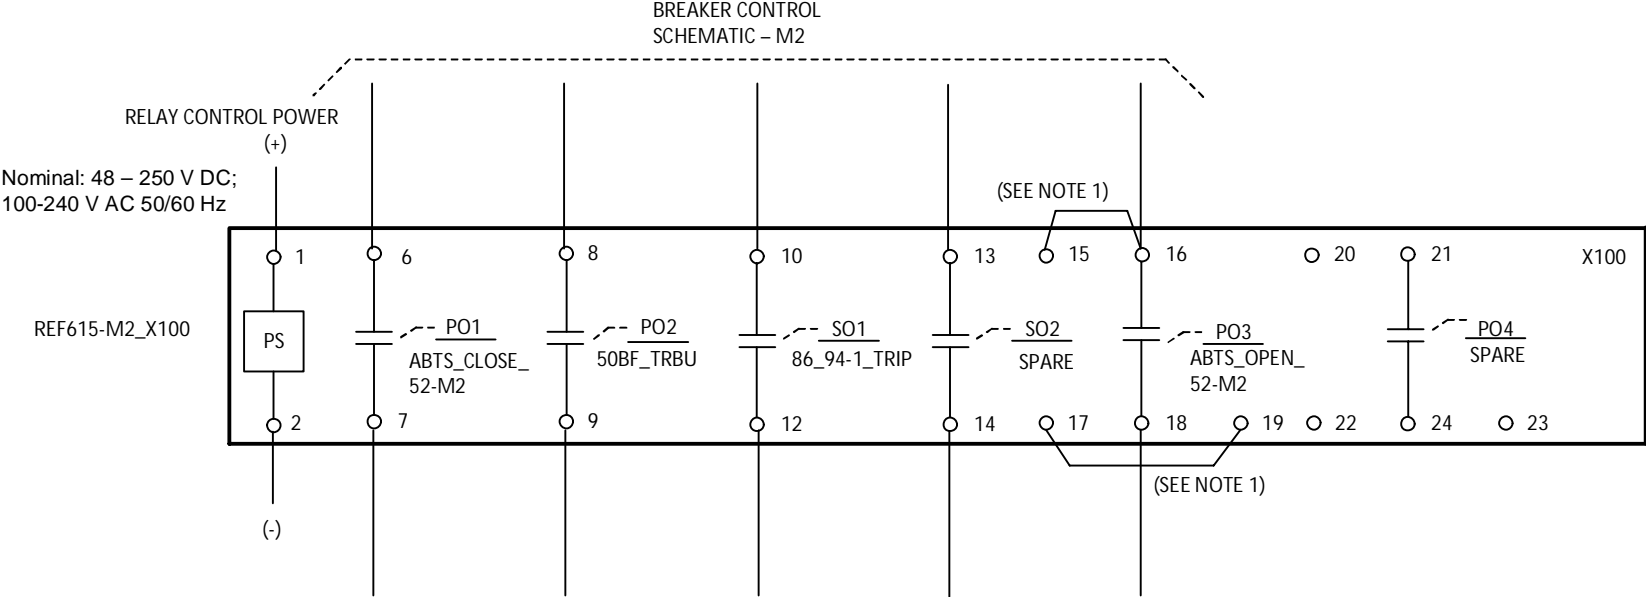 BREAKER CONTROL
SCHEMATIC – M2
RELAY CONTROL POWER
(+)
Nominal: 48 – 250 V DC;
100-240 V AC 50/60 Hz
(SEE NOTE 1)
1
6
8
10
13
15
16
20
21
X100
REF615-M2_X100
PS
PO1
ABTS_CLOSE_
52-M2
PO2
50BF_TRBU
SO1
86_94-1_TRIP
SO2
SPARE
PO3
ABTS_OPEN_
52-M2
PO4
SPARE
2
7
9
12
14
17
18
19
22
24
23
(SEE NOTE 1)
(-)